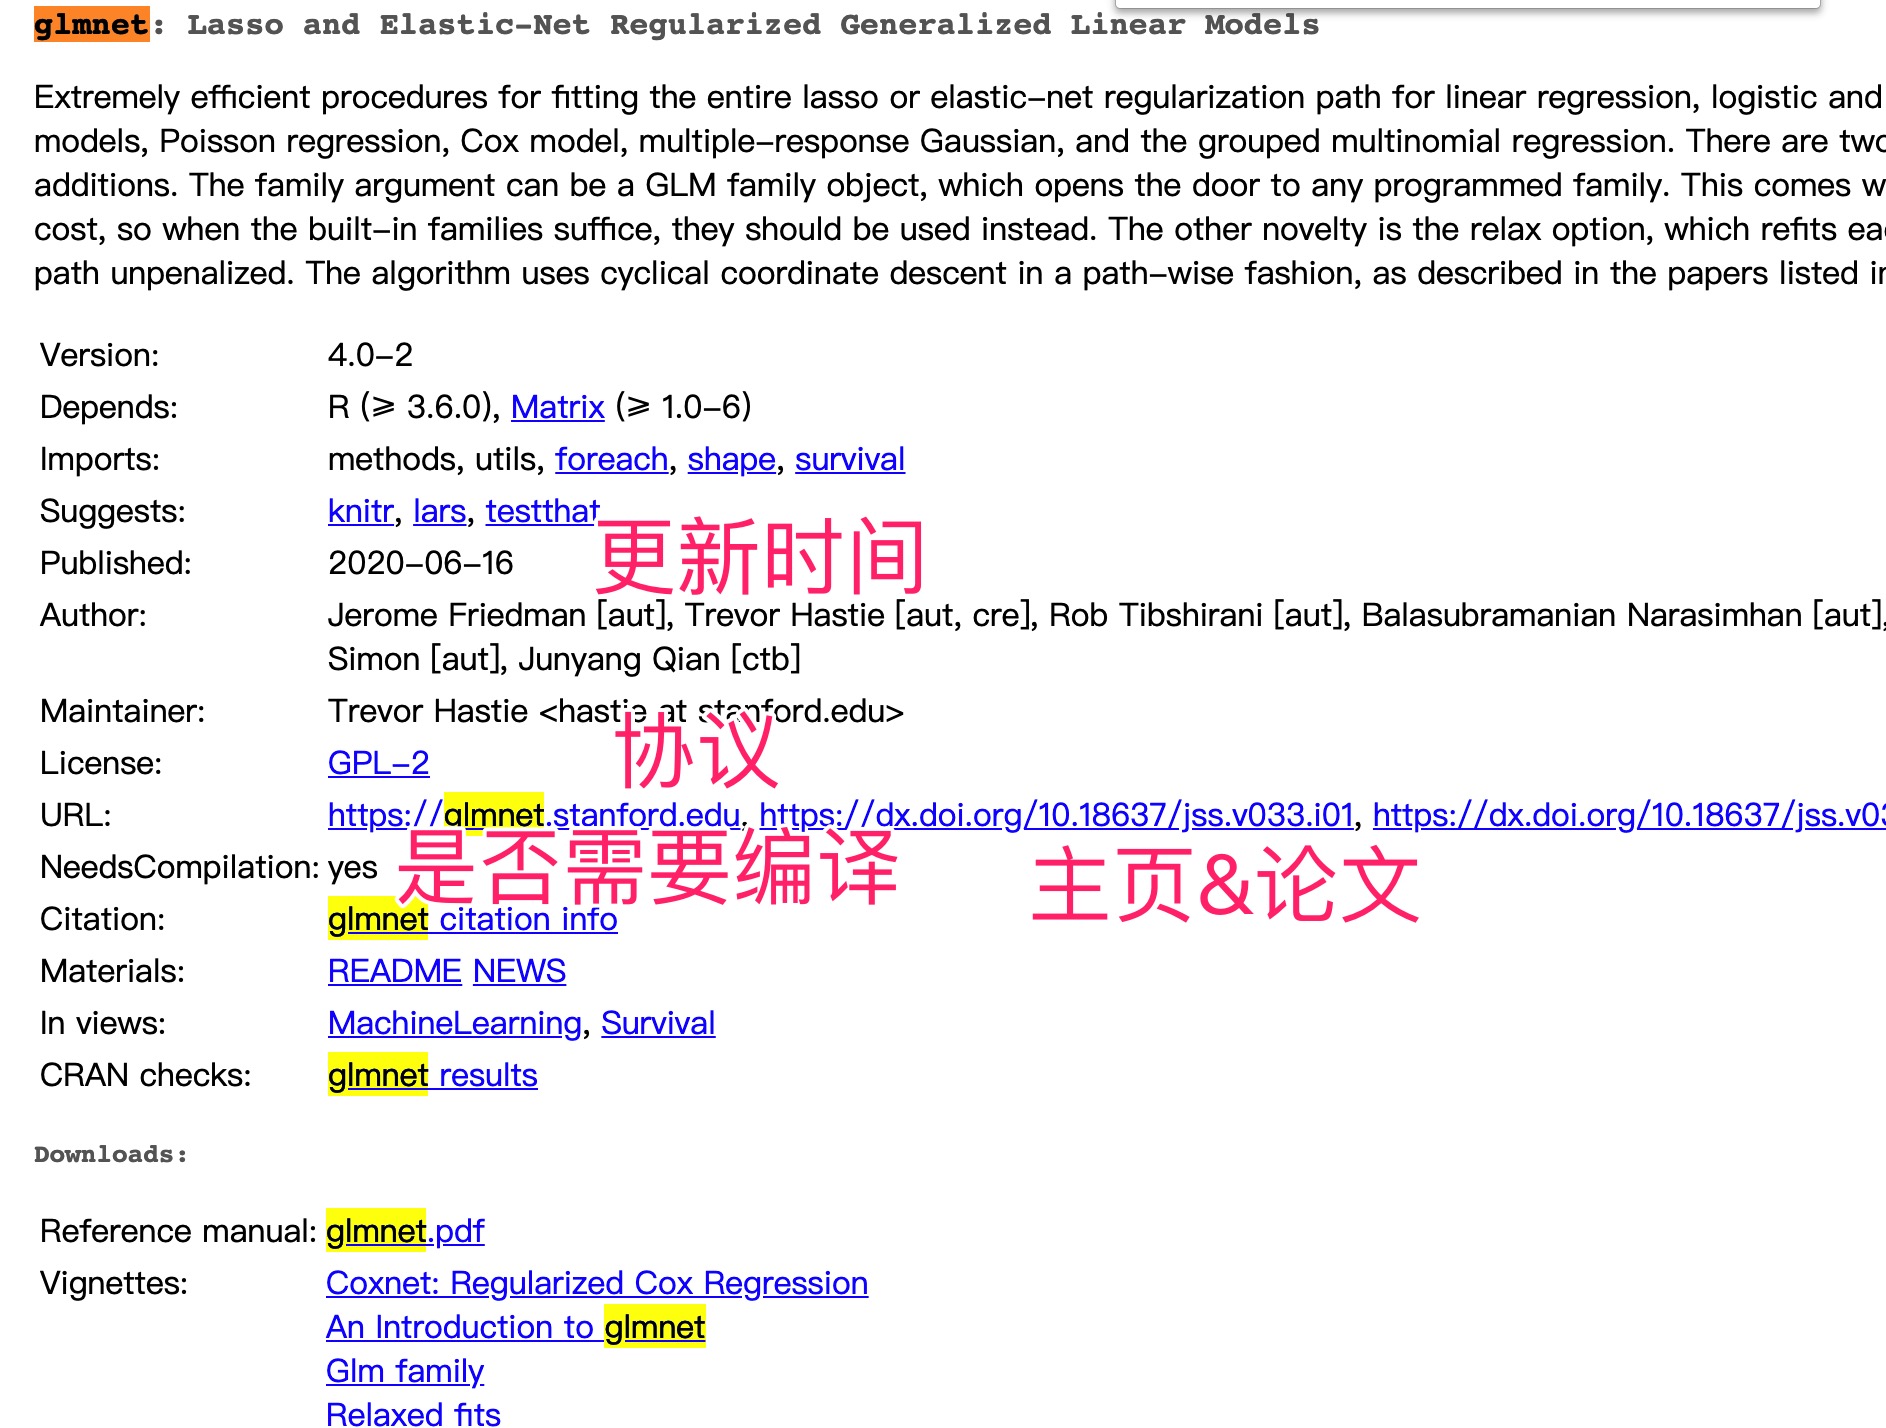 glmnet: Lasso and Elastic-Net Regularized Generalized Linear Models
Extremely efficient procedures for fitting the entire lasso or elastic-net regularization path for linear regression, logistic and
models, Poisson regression, Cox model, multiple-response Gaussian, and the grouped multinomial regression. There are two
additions. The family argument can be a GLM family object, which opens the door to any programmed family. This comes
cost, so when the built-in families suffice, they should be used instead. The other novelty is the relax option, which refits
path unpenalized. The algorithm uses cyclical coordinate descent in a path-wise fashion, as described in the papers listed
Version: 4.0-2
Depends: R (≥ 3.6.0), Matrix (≥ 1.0-6)
Imports: methods, utils, foreach, shape, survival
Suggests: knitr, lars, testthat
更新时间
Published: 2020-06-16
Author: Jerome Friedman [aut], Trevor Hastie [aut, cre], Rob Tibshirani [aut], Balasubramanian Narasimhan [aut],
Simon [aut], Junyang Qian [ctb]
Maintainer: Trevor Hastie <hastie at stanford.edu>
协议
License: GPL-2
URL: https://glmnet.stanford.edu, https://dx.doi.org/10.18637/jss.v033.i01, https://dx.doi.org/10.18637/jss.v03
NeedsCompilation: yes 是否需要编译
主页&论文
Citation: glmnet citation info
Materials: README NEWS
In views: MachineLearning, Survival
CRAN checks: glmnet results
Downloads:
Reference manual: glmnet.pdf
Vignettes: Coxnet: Regularized Cox Regression
An Introduction to glmnet
Glm family
Relaxed fits